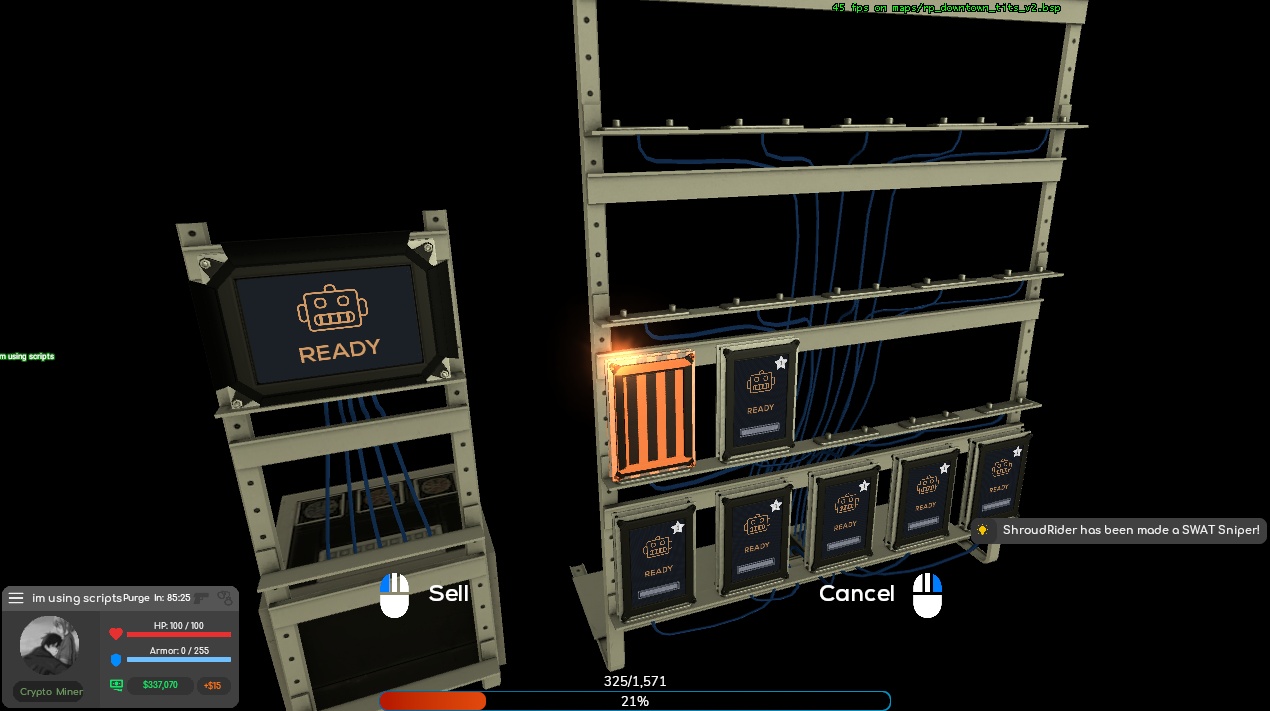 45 fps on maps/rp_downtown_tits_v2.bsp
READY
m using scripts
READY
READY
READY
READY
READY
READY
ShroudRider has been made a SWAT Sniper!
Sell
Cancel
im using scripts
Purge In: 85:25
HP: 100 / 100
Armor: 0 / 255
$337,070
+$15
Crypto Miner
325/1,571
21%